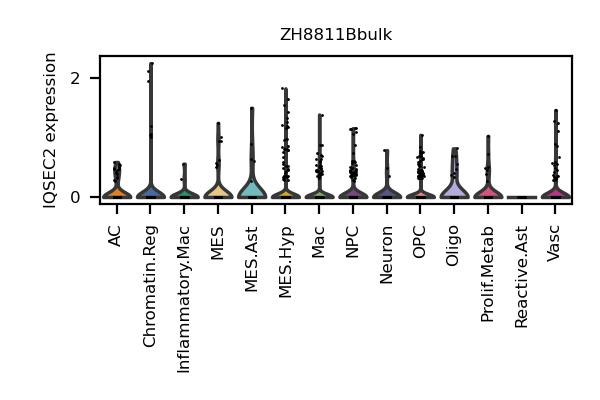 ZH8811Bbulk
IQSEC2 expression
2
0
AC
Chromatin.Reg
Inflammatory.Mac
MES
MES.Ast
MES.Hyp
Mac
NPC
Neuron
OPC
Oligo
Prolif.Metab
Reactive.Ast
Vasc